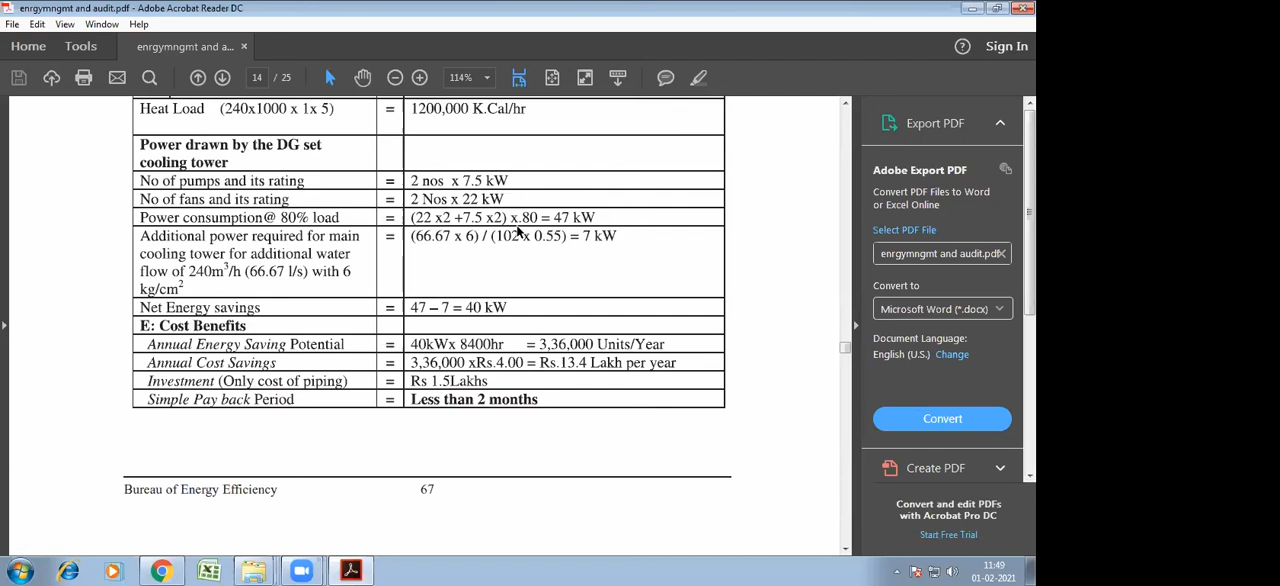 enrgymngmt and audit.pdf - Adobe Acrobat Reader DC
File Edit View Window Help
Home Tools enrgymngmt and a... × Sign In
14 / 25 114%
Heat Load (240x1000 x 1x 5) = 1200,000 K.Cal/hr
Power drawn by the DG set
cooling tower
No of pumps and its rating = 2 nos x 7.5 kW
No of fans and its rating = 2 Nos x 22 kW
Power consumption@ 80% load = (22 x2 +7.5 x2) x.80 = 47 kW
Additional power required for main = (66.67 x 6) / (102 x 0.55) = 7 kW
cooling tower for additional water
flow of 240m³/h (66.67 l/s) with 6
kg/cm²
Net Energy savings = 47 – 7 = 40 kW
E: Cost Benefits
Annual Energy Saving Potential = 40kWx 8400hr = 3,36,000 Units/Year
Annual Cost Savings = 3,36,000 xRs.4.00 = Rs.13.4 Lakh per year
Investment (Only cost of piping) = Rs 1.5Lakhs
Simple Pay back Period = Less than 2 months
Bureau of Energy Efficiency 67
Export PDF
Adobe Export PDF
Convert PDF Files to Word
or Excel Online
Select PDF File
enrgymngmt and audit.pdf ×
Convert to
Microsoft Word (*.docx)
Document Language:
English (U.S.) Change
Convert
Create PDF
Convert and edit PDFs
with Acrobat Pro DC
Start Free Trial
11:49
01-02-2021